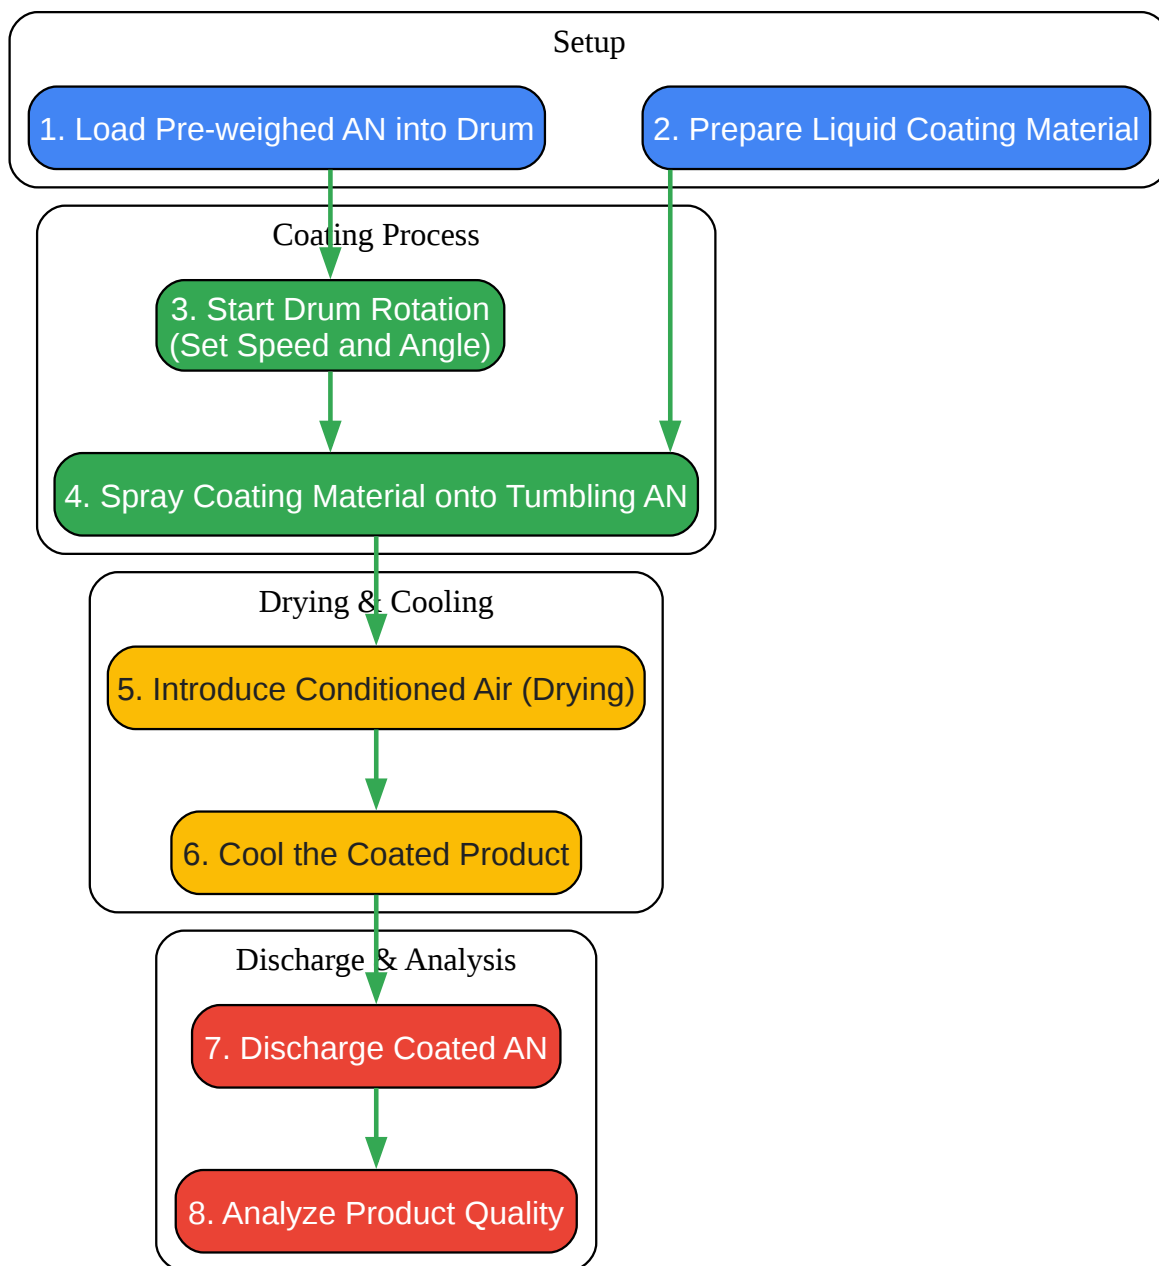 Setup
1. Load Pre-weighed AN into Drum
2. Prepare Liquid Coating Material
Coating Process
3. Start Drum Rotation
(Set Speed and Angle)
4. Spray Coating Material onto Tumbling AN
Drying & Cooling
5. Introduce Conditioned Air (Drying)
6. Cool the Coated Product
Discharge & Analysis
7. Discharge Coated AN
8. Analyze Product Quality